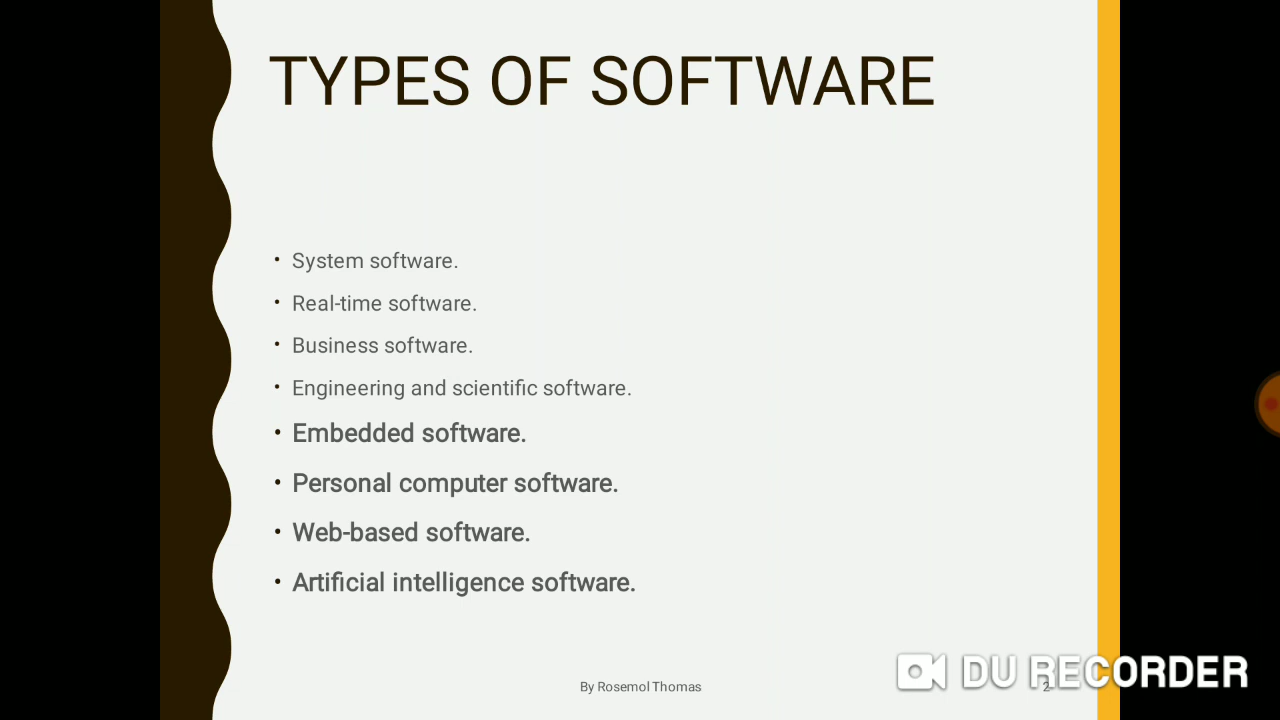 TYPES OF SOFTWARE
• System software.
• Real-time software.
• Business software.
• Engineering and scientific software.
• Embedded software.
• Personal computer software.
• Web-based software.
• Artificial intelligence software.
By Rosemol Thomas
2
DU RECORDER